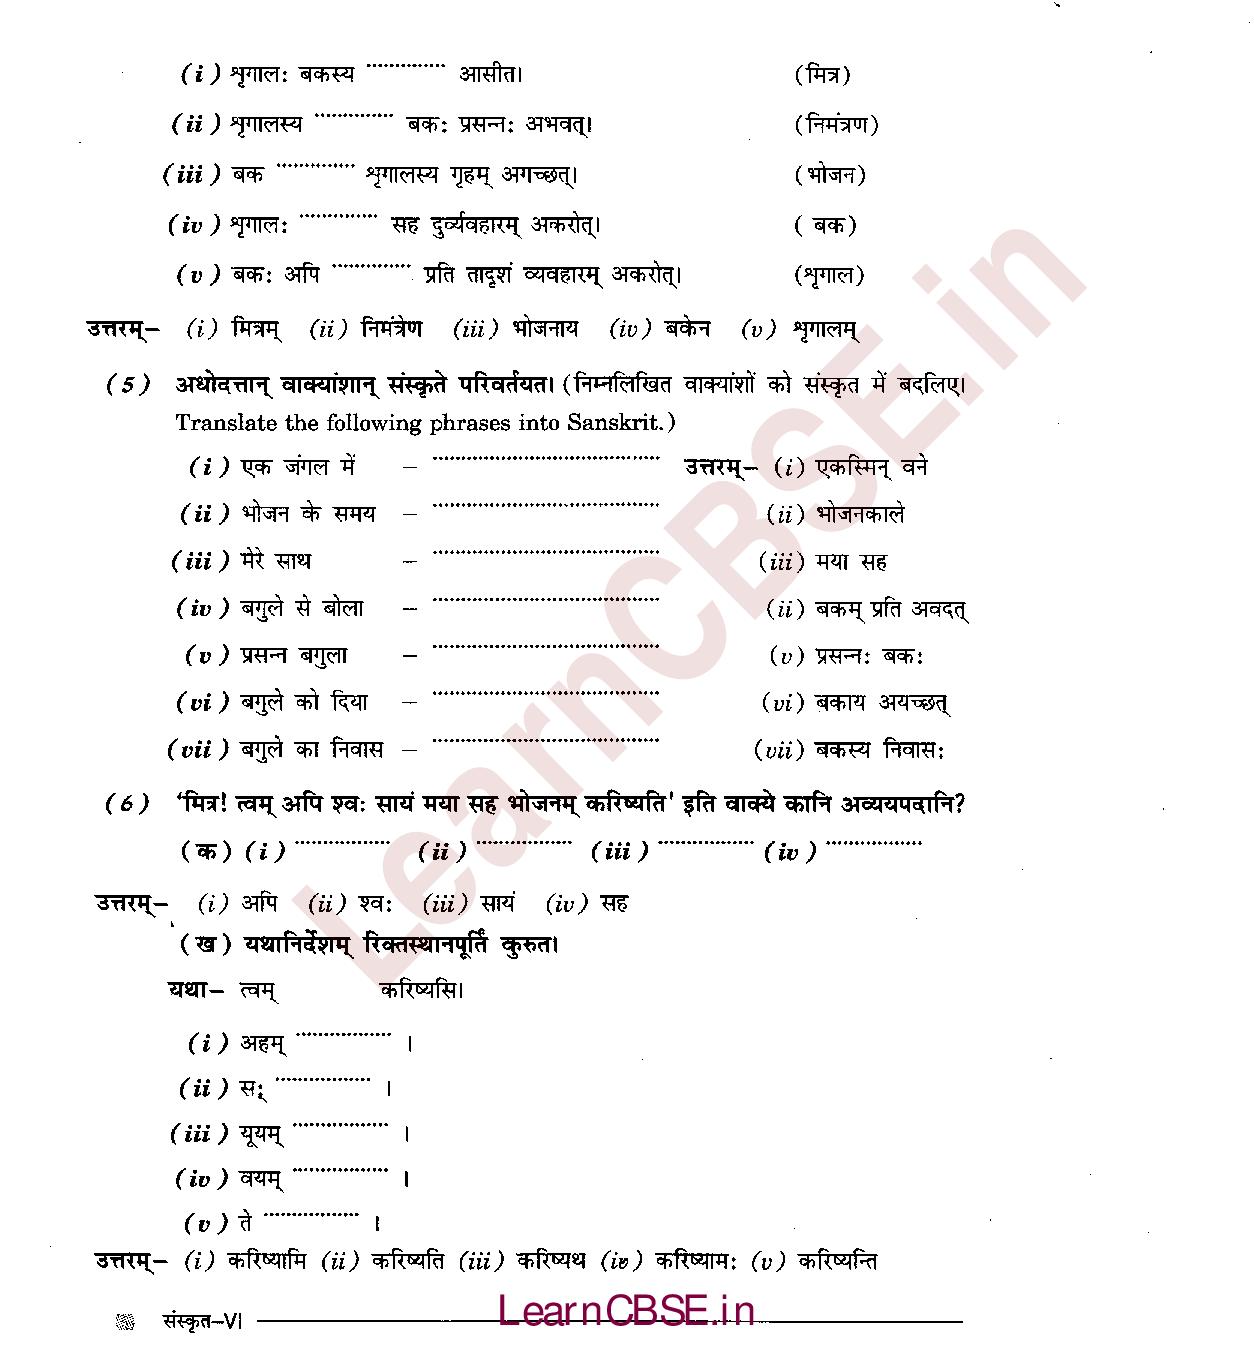 (i) शृगालः बकस्य .............. आसीत। (मित्र)
(ii) शृगालस्य .............. बकः प्रसन्नः अभवत्। (निमंत्रण)
(iii) बक .............. शृगालस्य गृहम् अगच्छत्। (भोजन)
(iv) शृगालः .............. सह दुर्व्यवहारम् अकरोत्। (बक)
(v) बकः अपि .............. प्रति तादृशं व्यवहारम् अकरोत्। (शृगाल)
उत्तरम्– (i) मित्रम् (ii) निमंत्रेण (iii) भोजनाय (iv) बकेन (v) शृगालम्
(5) अधोदत्तान् वाक्यांशान् संस्कृते परिवर्तयत। (निम्नलिखित वाक्यांशों को संस्कृत में बदलिए।
Translate the following phrases into Sanskrit.)
(i) एक जंगल में – .............. उत्तरम्– (i) एकस्मिन् वने
(ii) भोजन के समय – .............. (ii) भोजनकाले
(iii) मेरे साथ – .............. (iii) मया सह
(iv) बगुले से बोला – .............. (ii) बकम् प्रति अवदत्
(v) प्रसन्न बगुला – .............. (v) प्रसन्नः बकः
(vi) बगुले को दिया – .............. (vi) बकाय अयच्छत्
(vii) बगुले का निवास – .............. (vii) बकस्य निवासः
(6) 'मित्र! त्वम् अपि श्वः सायं मया सह भोजनम् करिष्यति' इति वाक्ये कानि अव्ययपदानि?
(क) (i) .............. (ii) .............. (iii) .............. (iv) ..............
उत्तरम्– (i) अपि (ii) श्वः (iii) सायं (iv) सह
(ख) यथानिर्देशम् रिक्तस्थानपूर्तिं कुरुत।
यथा– त्वम् करिष्यसि।
(i) अहम् .............. ।
(ii) सः .............. ।
(iii) यूयम् .............. ।
(iv) वयम् .............. ।
(v) ते .............. ।
उत्तरम्– (i) करिष्यामि (ii) करिष्यति (iii) करिष्यथ (iv) करिष्यामः (v) करिष्यन्ति
संस्कृत–VI
LearnCBSE.in
LearnCBSE.in